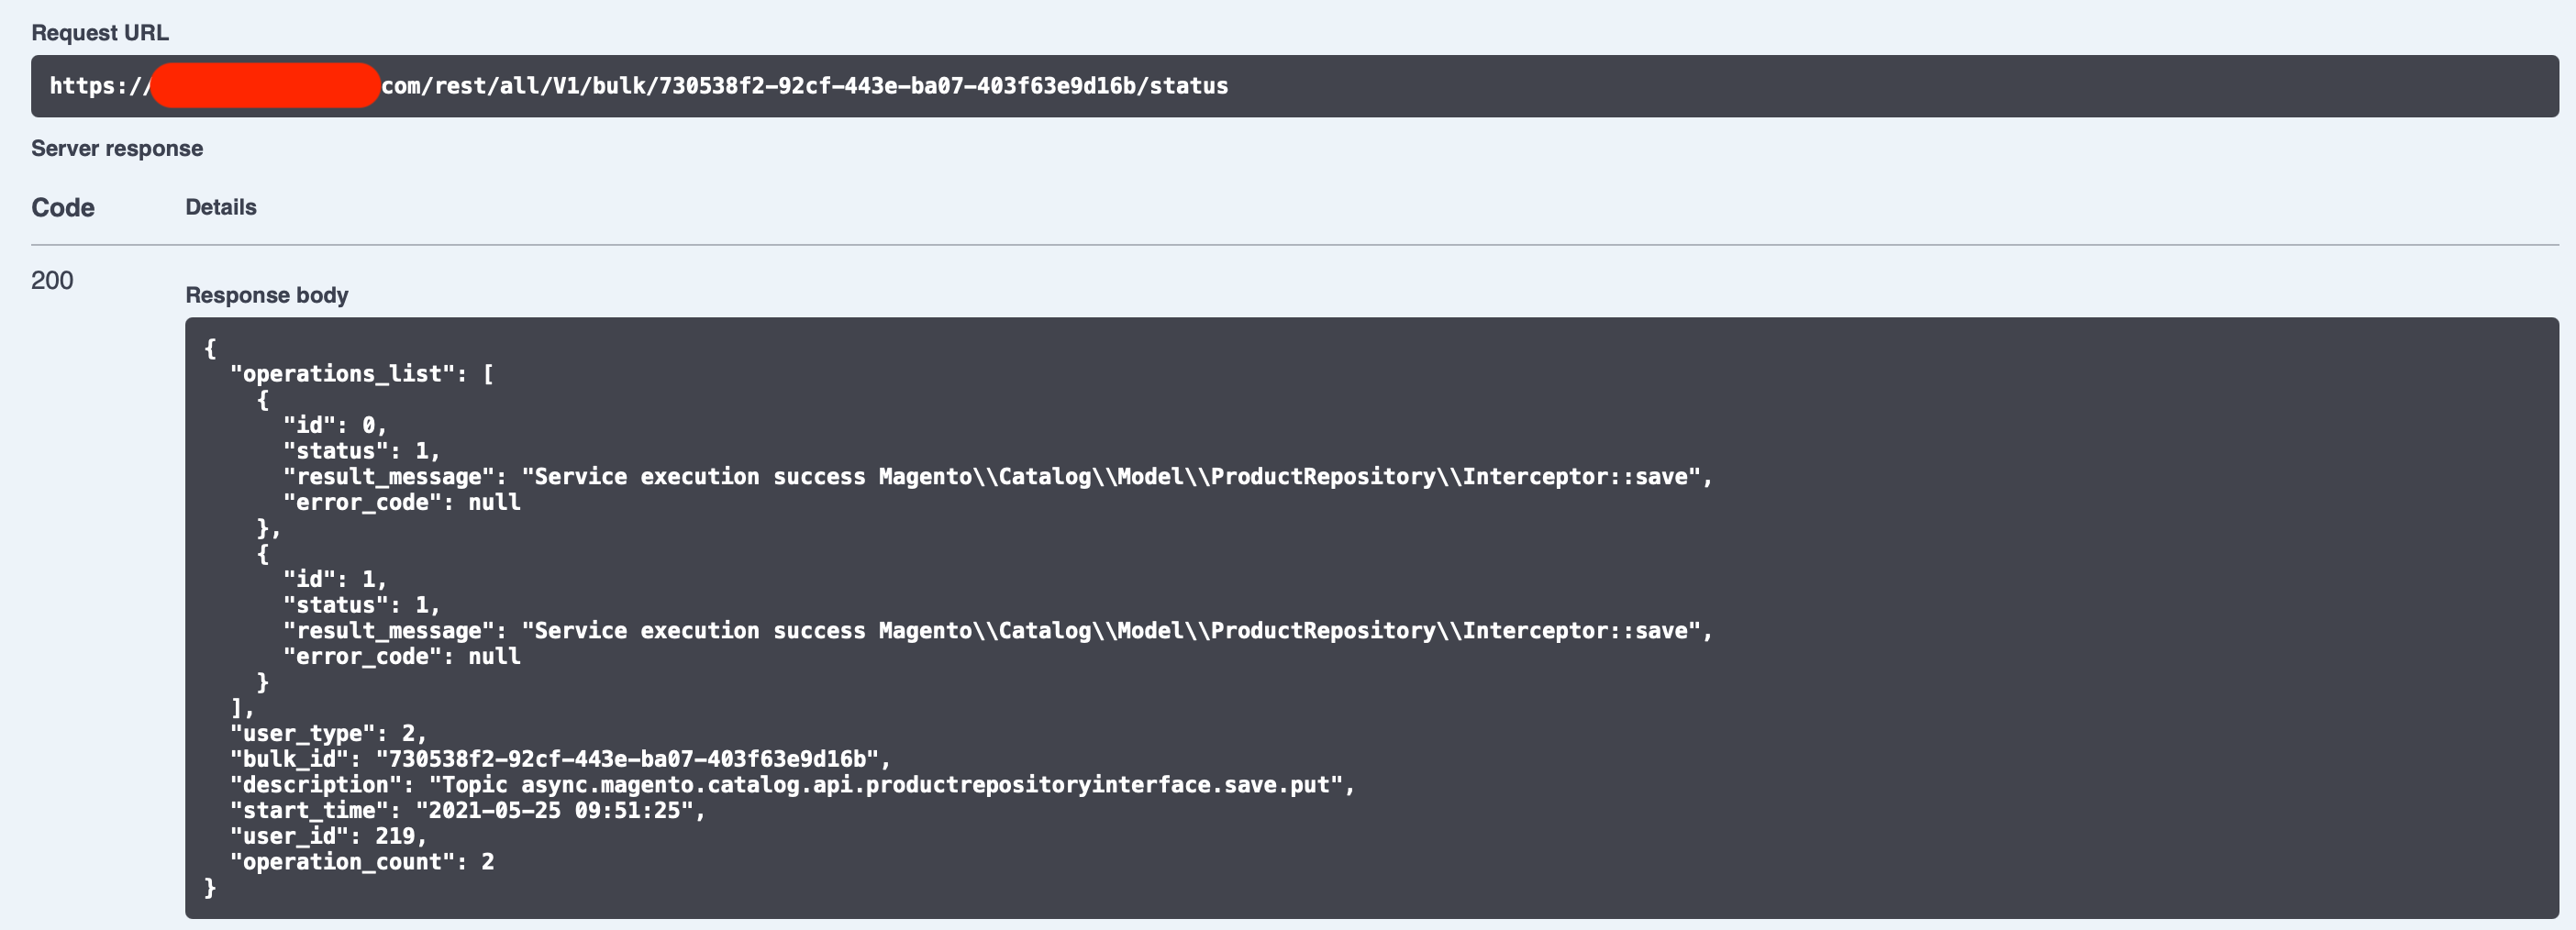 Request URL
https://com/rest/all/V1/bulk/730538f2-92cf-443e-ba07-403f63e9d16b/status
Server response
Code Details
200
Response body
{
  "operations_list": [
    {
      "id": 0,
      "status": 1,
      "result_message": "Service execution success Magento\\Catalog\\Model\\ProductRepository\\Interceptor::save",
      "error_code": null
    },
    {
      "id": 1,
      "status": 1,
      "result_message": "Service execution success Magento\\Catalog\\Model\\ProductRepository\\Interceptor::save",
      "error_code": null
    }
  ],
  "user_type": 2,
  "bulk_id": "730538f2-92cf-443e-ba07-403f63e9d16b",
  "description": "Topic async.magento.catalog.api.productrepositoryinterface.save.put",
  "start_time": "2021-05-25 09:51:25",
  "user_id": 219,
  "operation_count": 2
}